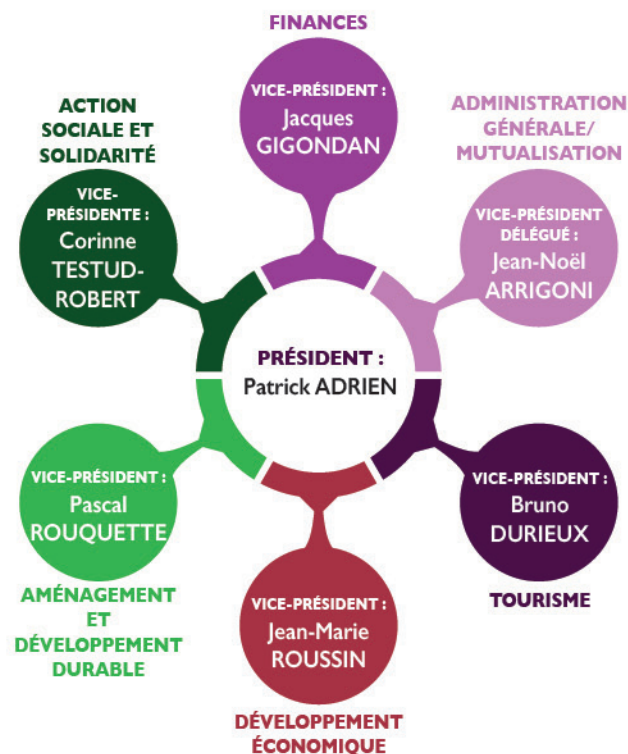 FINANCES
VICE-PRÉSIDENT :
Jacques
GIGONDAN
ADMINISTRATION
GÉNÉRALE/
MUTUALISATION
VICE-PRÉSIDENT
DÉLÉGUÉ :
Jean-Noël
ARRIGONI
VICE-PRÉSIDENT :
Bruno
DURIEUX
TOURISME
VICE-PRÉSIDENT :
Jean-Marie
ROUSSIN
DÉVELOPPEMENT
ÉCONOMIQUE
VICE-PRÉSIDENT :
Pascal
ROUQUETTE
AMÉNAGEMENT
ET
DÉVELOPPEMENT
DURABLE
ACTION
SOCIALE ET
SOLIDARITÉ
VICE-
PRÉSIDENTE :
Corinne
TESTUD-
ROBERT
PRÉSIDENT :
Patrick ADRIEN